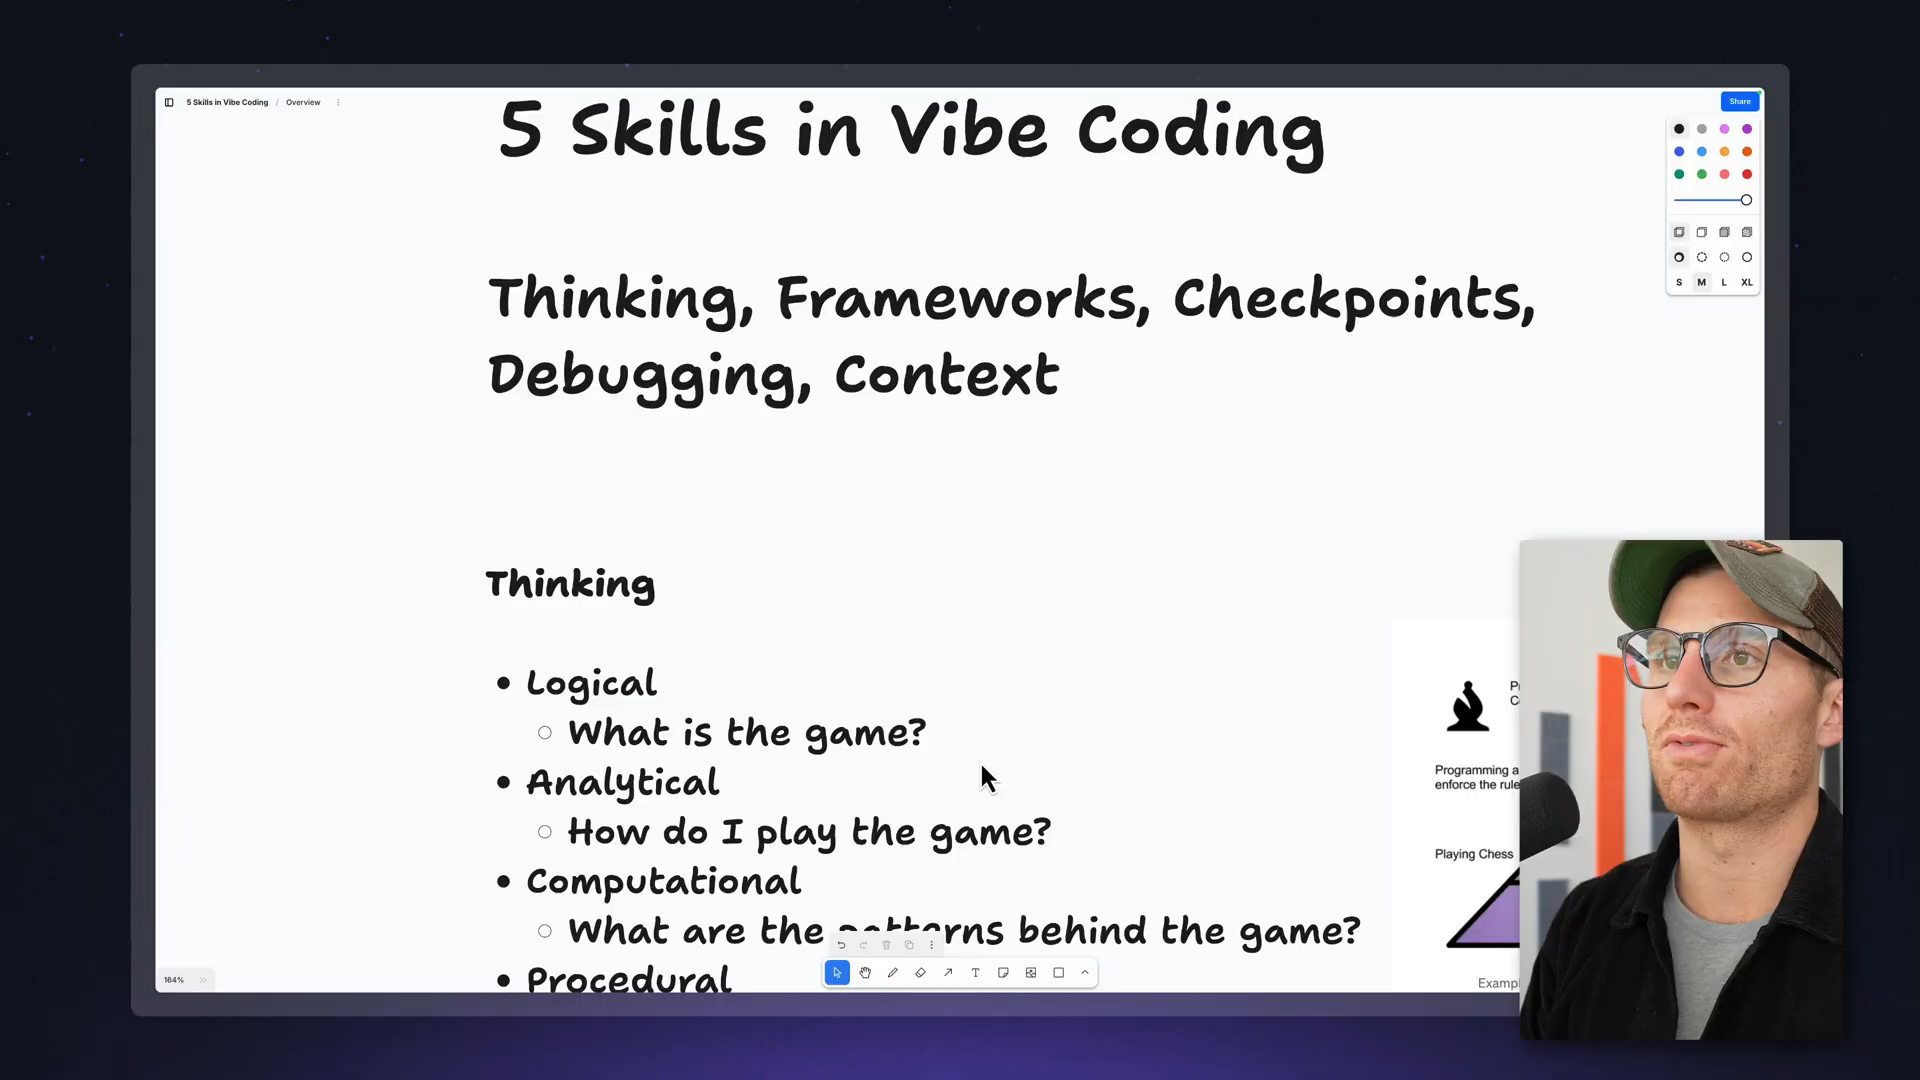 5 Skills in Vibe Coding / Overview
Share
5 Skills in Vibe Coding
Thinking, Frameworks, Checkpoints,
Debugging, Context
S M L XL
Thinking
• Logical
○ What is the game?
• Analytical
○ How do I play the game?
• Computational
○ What are the patterns behind the game?
• Procedural
Programming a
enforce the rule
Playing Chess
Exampl
164%